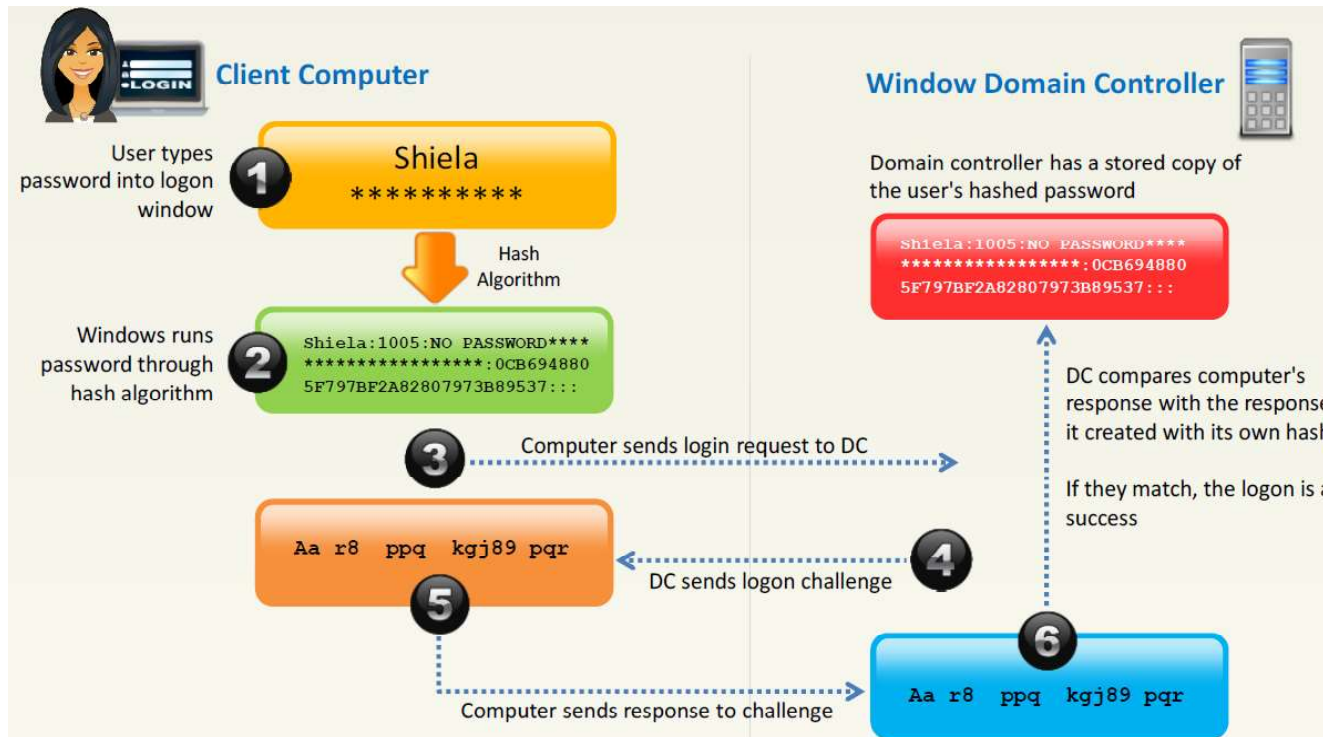 LOGIN
Client Computer
User types
password into logon
window
1
Shiela
**********
Hash
Algorithm
Windows runs
password through
hash algorithm
2
Shiela:1005:NO PASSWORD****
*****************:0CB694880
5F797BF2A82807973B89537:::
3
Computer sends login request to DC
Aa r8 ppq kgj89 pqr
4
DC sends logon challenge
5
Computer sends response to challenge
Window Domain Controller
Domain controller has a stored copy of
the user's hashed password
Shiela:1005:NO PASSWORD****
*****************:0CB694880
5F797BF2A82807973B89537:::
DC compares computer's
response with the response
it created with its own hash
If they match, the logon is a
success
6
Aa r8 ppq kgj89 pqr